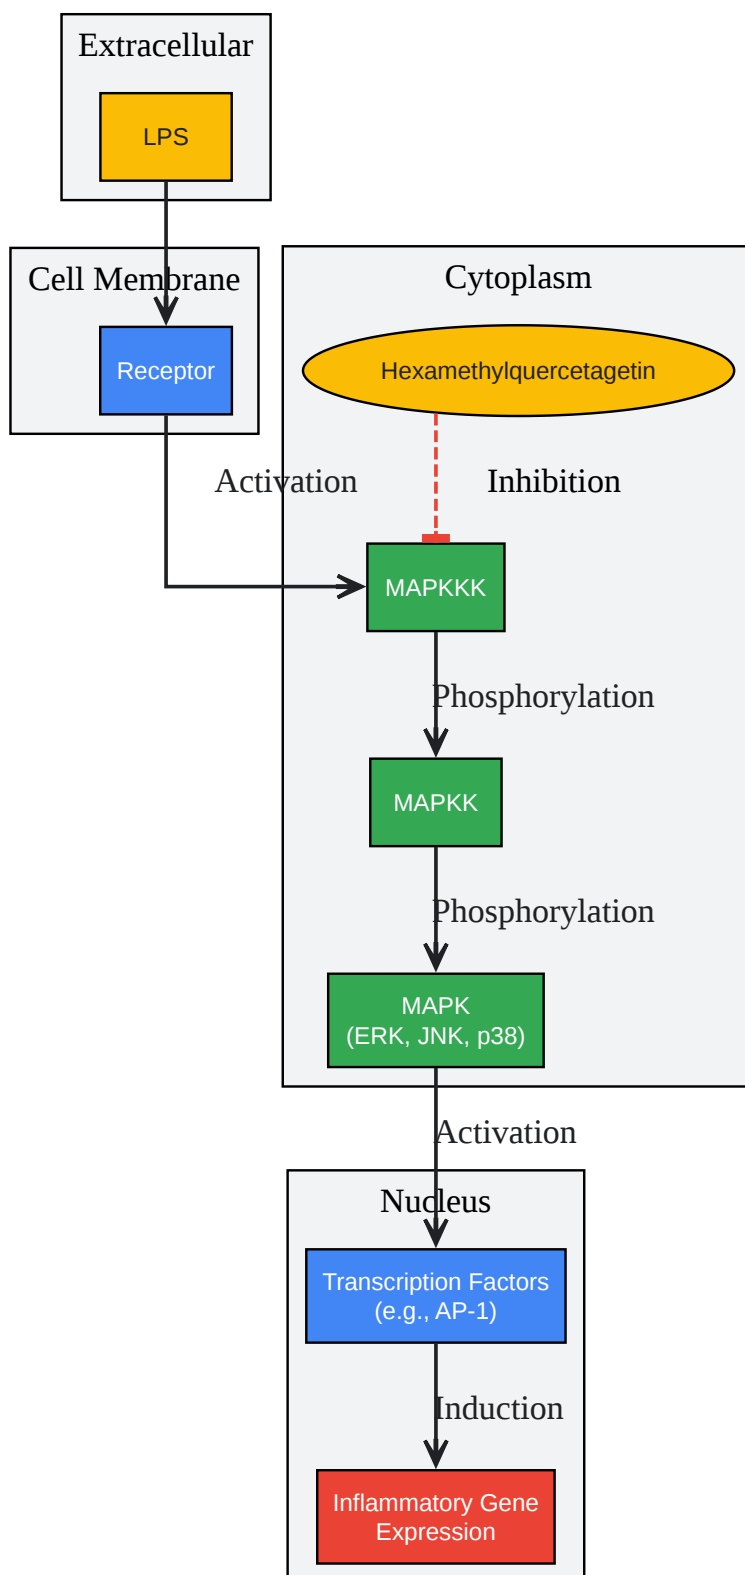 Extracellular
LPS
Cell Membrane
Cytoplasm
Receptor
Hexamethylquercetagetin
Activation
Inhibition
MAPKKK
Phosphorylation
MAPKK
Phosphorylation
MAPK
(ERK, JNK, p38)
Activation
Nucleus
Transcription Factors
(e.g., AP-1)
Induction
Inflammatory Gene
Expression